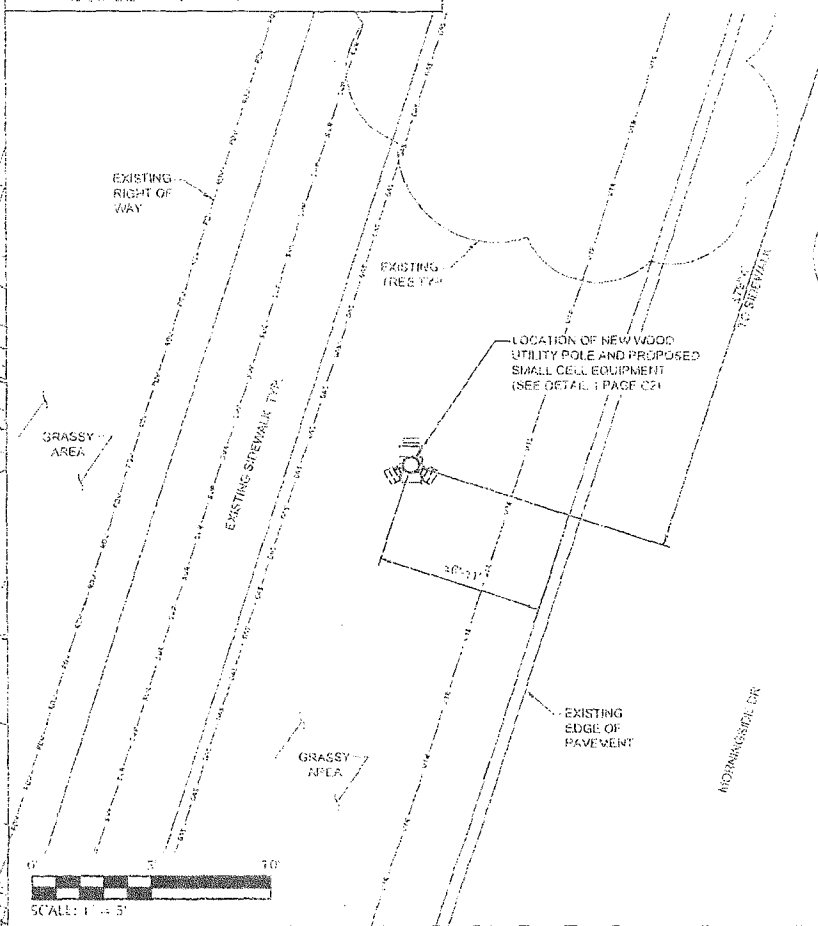 EXISTING
RIGHT OF
WAY
EXISTING
TREE TYP.
TO SIDEWALK
LOCATION OF NEW WOOD
UTILITY POLE AND PROPOSED
SMALL CELL EQUIPMENT
(SEE DETAIL 1 PAGE C2)
GRASSY
AREA
EXISTING SIDEWALK TYP.
GRASSY
AREA
EXISTING
EDGE OF
PAVEMENT
MORNINGSIDE DR
0' 5' 10'
SCALE: 1" = 5'